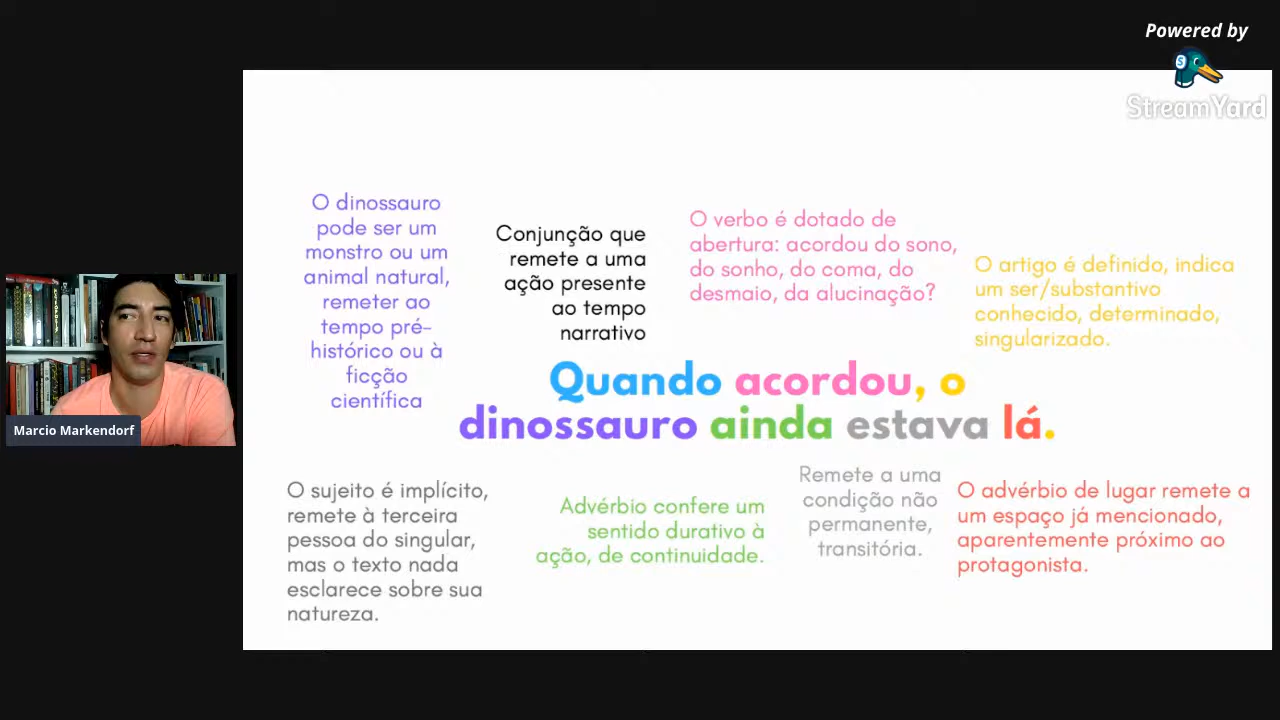 Powered by
StreamYard
O dinossauro
pode ser um
monstro ou um
animal natural,
remeter ao
tempo pré-
histórico ou à
ficção
científica
Conjunção que
remete a uma
ação presente
ao tempo
narrativo
O verbo é dotado de
abertura: acordou do sono,
do sonho, do coma, do
desmaio, da alucinação?
O artigo é definido, indica
um ser/substantivo
conhecido, determinado,
singularizado.
Quando acordou, o
dinossauro ainda estava lá.
Marcio Markendorf
O sujeito é implícito,
remete à terceira
pessoa do singular,
mas o texto nada
esclarece sobre sua
natureza.
Advérbio confere um
sentido durativo à
ação, de continuidade.
Remete a uma
condição não
permanente,
transitória.
O advérbio de lugar remete a
um espaço já mencionado,
aparentemente próximo ao
protagonista.